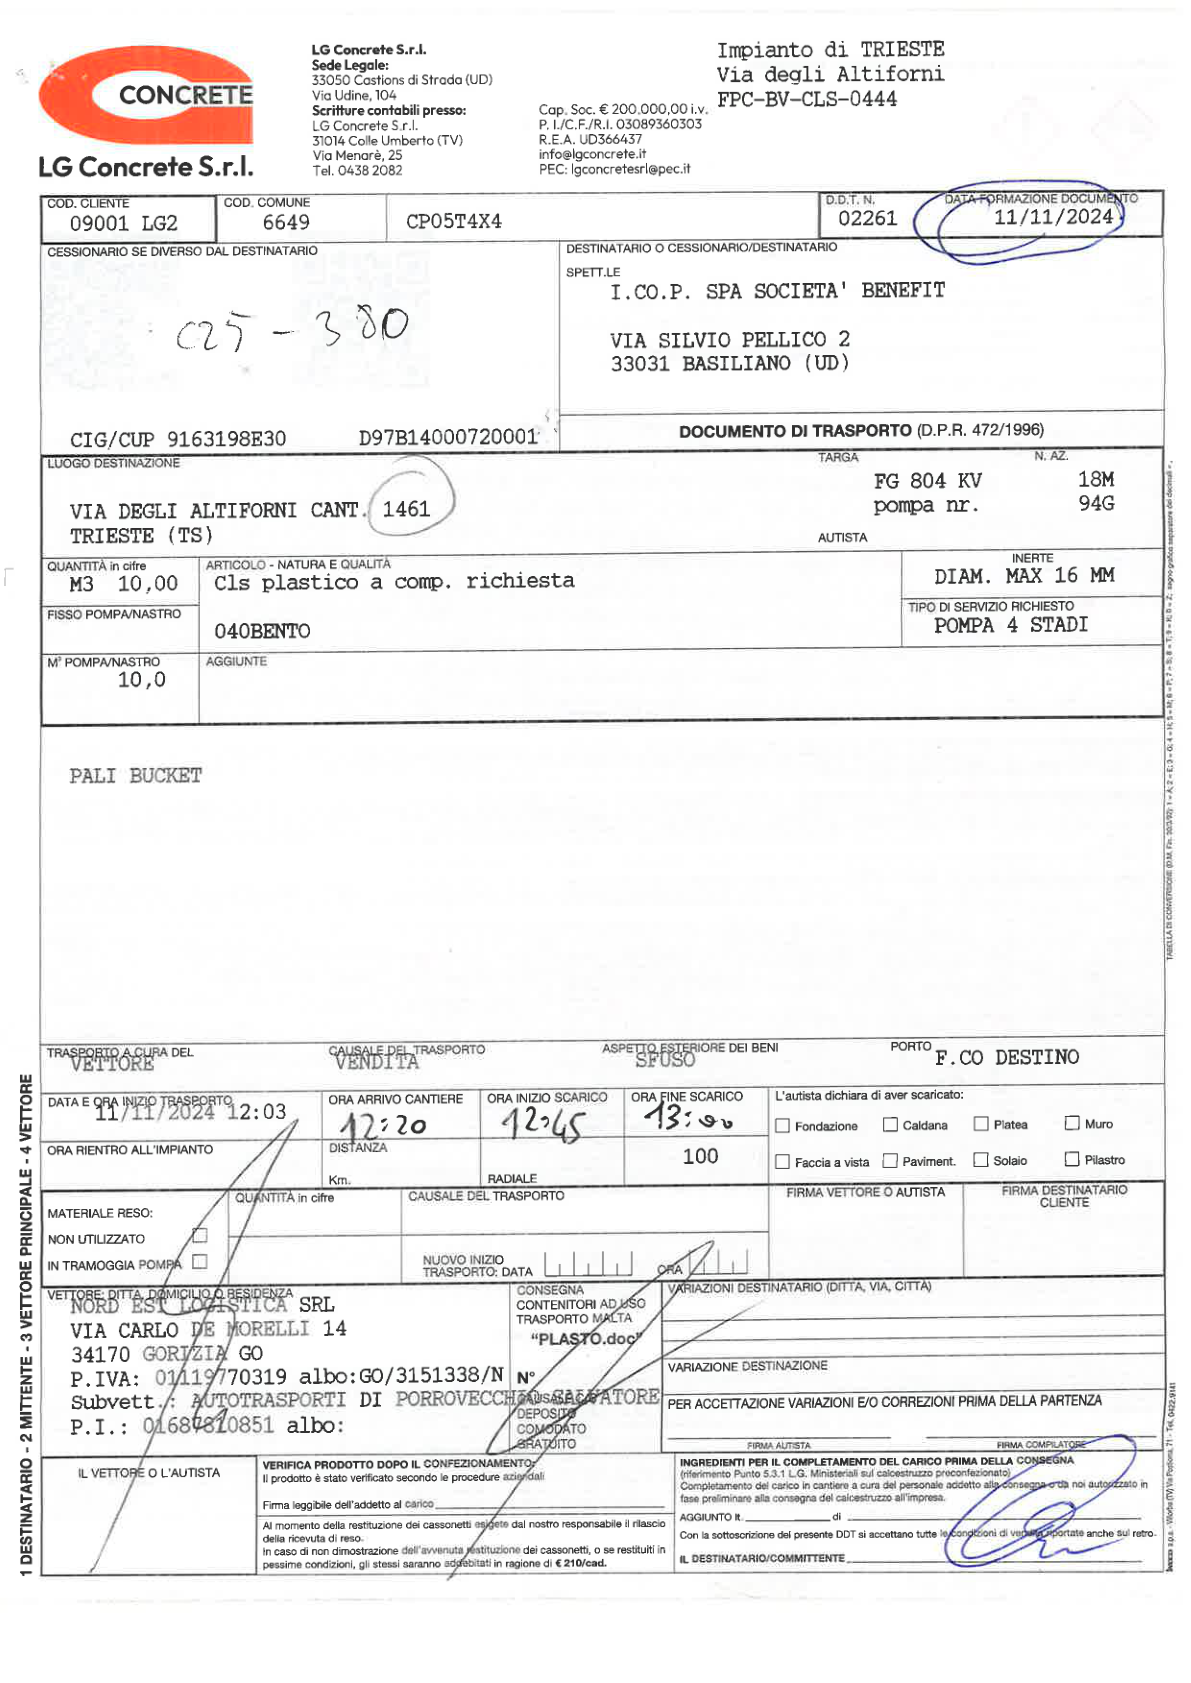 CONCRETE
LG Concrete S.r.l.
LG Concrete S.r.l.
Sede Legale:
33050 Castions di Strada (UD)
Via Udine, 104
Scritture contabili presso:
LG Concrete S.r.l.
31014 Colle Umberto (TV)
Via Menarè, 25
Tel. 0438 2082
Cap. Soc. € 200.000,00 i.v.
P. I./C.F./R.I. 03089360303
R.E.A. UD366437
info@lgconcrete.it
PEC: lgconcretesrl@pec.it
Impianto di TRIESTE
Via degli Altiforni
FPC-BV-CLS-0444
COD. CLIENTE
09001 LG2
COD. COMUNE
6649
CP05T4X4
D.D.T. N.
02261
DATA FORMAZIONE DOCUMENTO
11/11/2024
CESSIONARIO SE DIVERSO DAL DESTINATARIO
C25 - 380
CIG/CUP 9163198E30 D97B14000720001
DESTINATARIO O CESSIONARIO/DESTINATARIO
SPETT.LE
I.CO.P. SPA SOCIETA' BENEFIT
VIA SILVIO PELLICO 2
33031 BASILIANO (UD)
DOCUMENTO DI TRASPORTO (D.P.R. 472/1996)
LUOGO DESTINAZIONE
VIA DEGLI ALTIFORNI CANT. 1461
TRIESTE (TS)
TARGA
N. AZ.
FG 804 KV 18M
pompa nr. 94G
AUTISTA
QUANTITÀ in cifre
M3 10,00
ARTICOLO - NATURA E QUALITÀ
Cls plastico a comp. richiesta
040BENTO
INERTE
DIAM. MAX 16 MM
FISSO POMPA/NASTRO
TIPO DI SERVIZIO RICHIESTO
POMPA 4 STADI
M³ POMPA/NASTRO
10,0
AGGIUNTE
PALI BUCKET
TRASPORTO A CURA DEL
VETTORE
CAUSALE DEL TRASPORTO
VENDITA
ASPETTO ESTERIORE DEI BENI
SFUSO
PORTO
F.CO DESTINO
DATA E ORA INIZIO TRASPORTO
11/11/2024 12:03
ORA ARRIVO CANTIERE
12:20
ORA INIZIO SCARICO
12:45
ORA FINE SCARICO
13:00
L'autista dichiara di aver scaricato:
Fondazione Caldana Platea Muro
Faccia a vista Paviment. Solaio Pilastro
ORA RIENTRO ALL'IMPIANTO
DISTANZA
Km.
RADIALE
100
MATERIALE RESO:
NON UTILIZZATO
IN TRAMOGGIA POMPA
QUANTITÀ in cifre
CAUSALE DEL TRASPORTO
NUOVO INIZIO
TRASPORTO: DATA
ORA
FIRMA VETTORE O AUTISTA
FIRMA DESTINATARIO
CLIENTE
VETTORE: DITTA, DOMICILIO O RESIDENZA
NORD EST LOGISTICA SRL
VIA CARLO DE MORELLI 14
34170 GORIZIA GO
P.IVA: 01119770319 albo:GO/3151338/N
Subvett.: AUTOTRASPORTI DI PORROVECCHIO SALVATORE
P.I.: 01687810851 albo:
CONSEGNA
CONTENITORI AD USO
TRASPORTO MALTA
"PLASTO.doc"
N°
CAUSALE
DEPOSITO
COMODATO
GRATUITO
VARIAZIONI DESTINATARIO (DITTA, VIA, CITTÀ)
VARIAZIONE DESTINAZIONE
PER ACCETTAZIONE VARIAZIONI E/O CORREZIONI PRIMA DELLA PARTENZA
FIRMA AUTISTA
FIRMA COMPILATORE
IL VETTORE O L'AUTISTA
VERIFICA PRODOTTO DOPO IL CONFEZIONAMENTO:
Il prodotto è stato verificato secondo le procedure aziendali
Firma leggibile dell'addetto al carico
Al momento della restituzione dei cassonetti esigete dal nostro responsabile il rilascio
della ricevuta di reso.
In caso di non dimostrazione dell'avvenuta restituzione dei cassonetti, o se restituiti in
pessime condizioni, gli stessi saranno addebitati in ragione di € 210/cad.
INGREDIENTI PER IL COMPLETAMENTO DEL CARICO PRIMA DELLA CONSEGNA
(riferimento Punto 5.3.1 L.G. Ministeriali sul calcestruzzo preconfezionato)
Completamento del carico in cantiere a cura del personale addetto alla consegna o da noi autorizzato in
fase preliminare alla consegna del calcestruzzo all'impresa.
AGGIUNTO lt. di
Con la sottoscrizione del presente DDT si accettano tutte le condizioni di vendita riportate anche sul retro.
IL DESTINATARIO/COMMITTENTE
1 DESTINATARIO - 2 MITTENTE - 3 VETTORE PRINCIPALE - 4 VETTORE